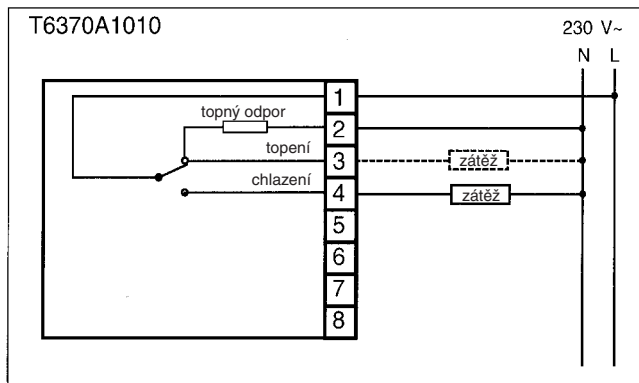 T6370A1010
230 V~
N L
1
topný odpor
2
topení
3
zátěž
chlazení
4
zátěž
5
6
7
8